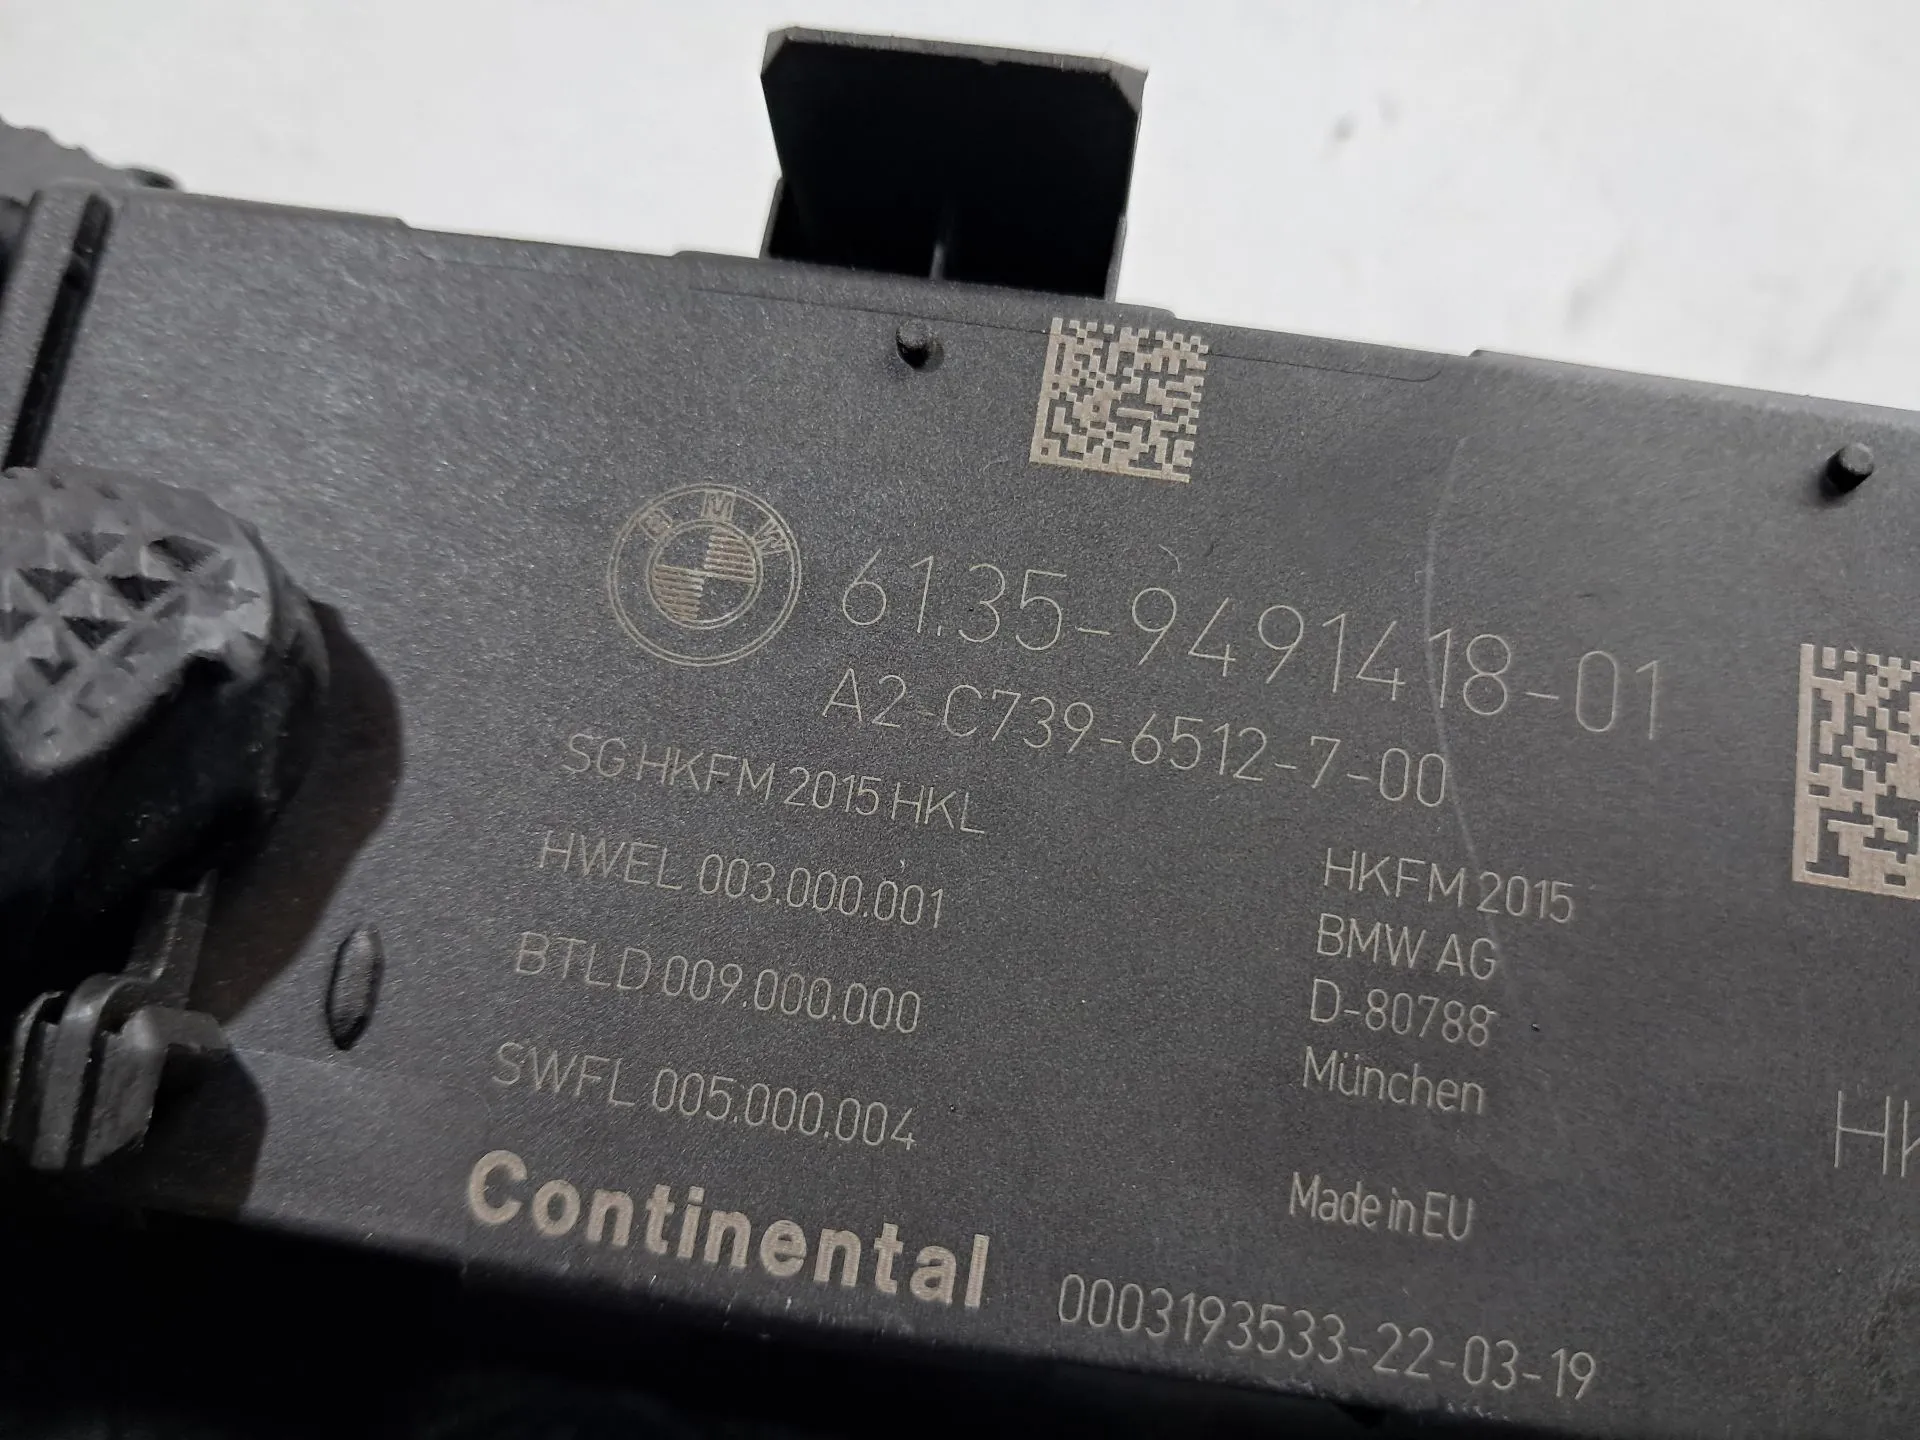 BMW
61.35-9491418-01
A2-C739-6512-7-00
SG HKFM 2015 HKL
HWEL 003.000.001
BTLD 009.000.000
SWFL 005.000.004
Continental
HKFM 2015
BMW AG
D-80788
München
Made in EU
0003193533-22-03-19